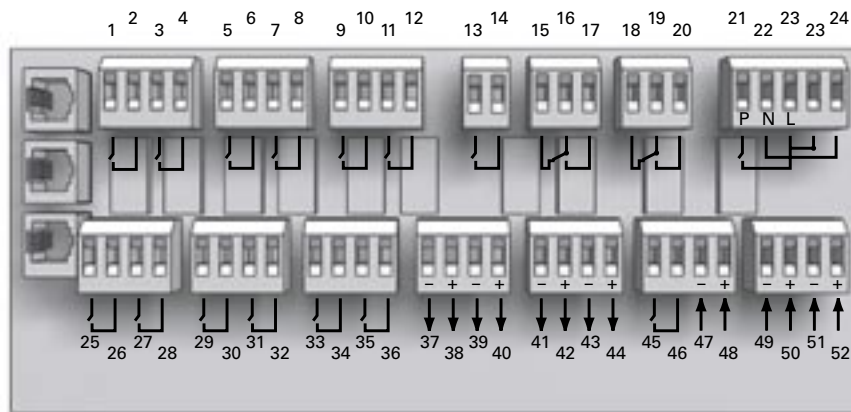 2 4 6 8 10 12 14 16 19 21 23 24
1 3 5 7 9 11 13 15 17 18 20 22 23
P N L
− + − + − + − + − + − + − +
25 27 29 31 33 35 37 39 41 43 45 47 49 51
26 28 30 32 34 36 38 40 42 44 46 48 50 52